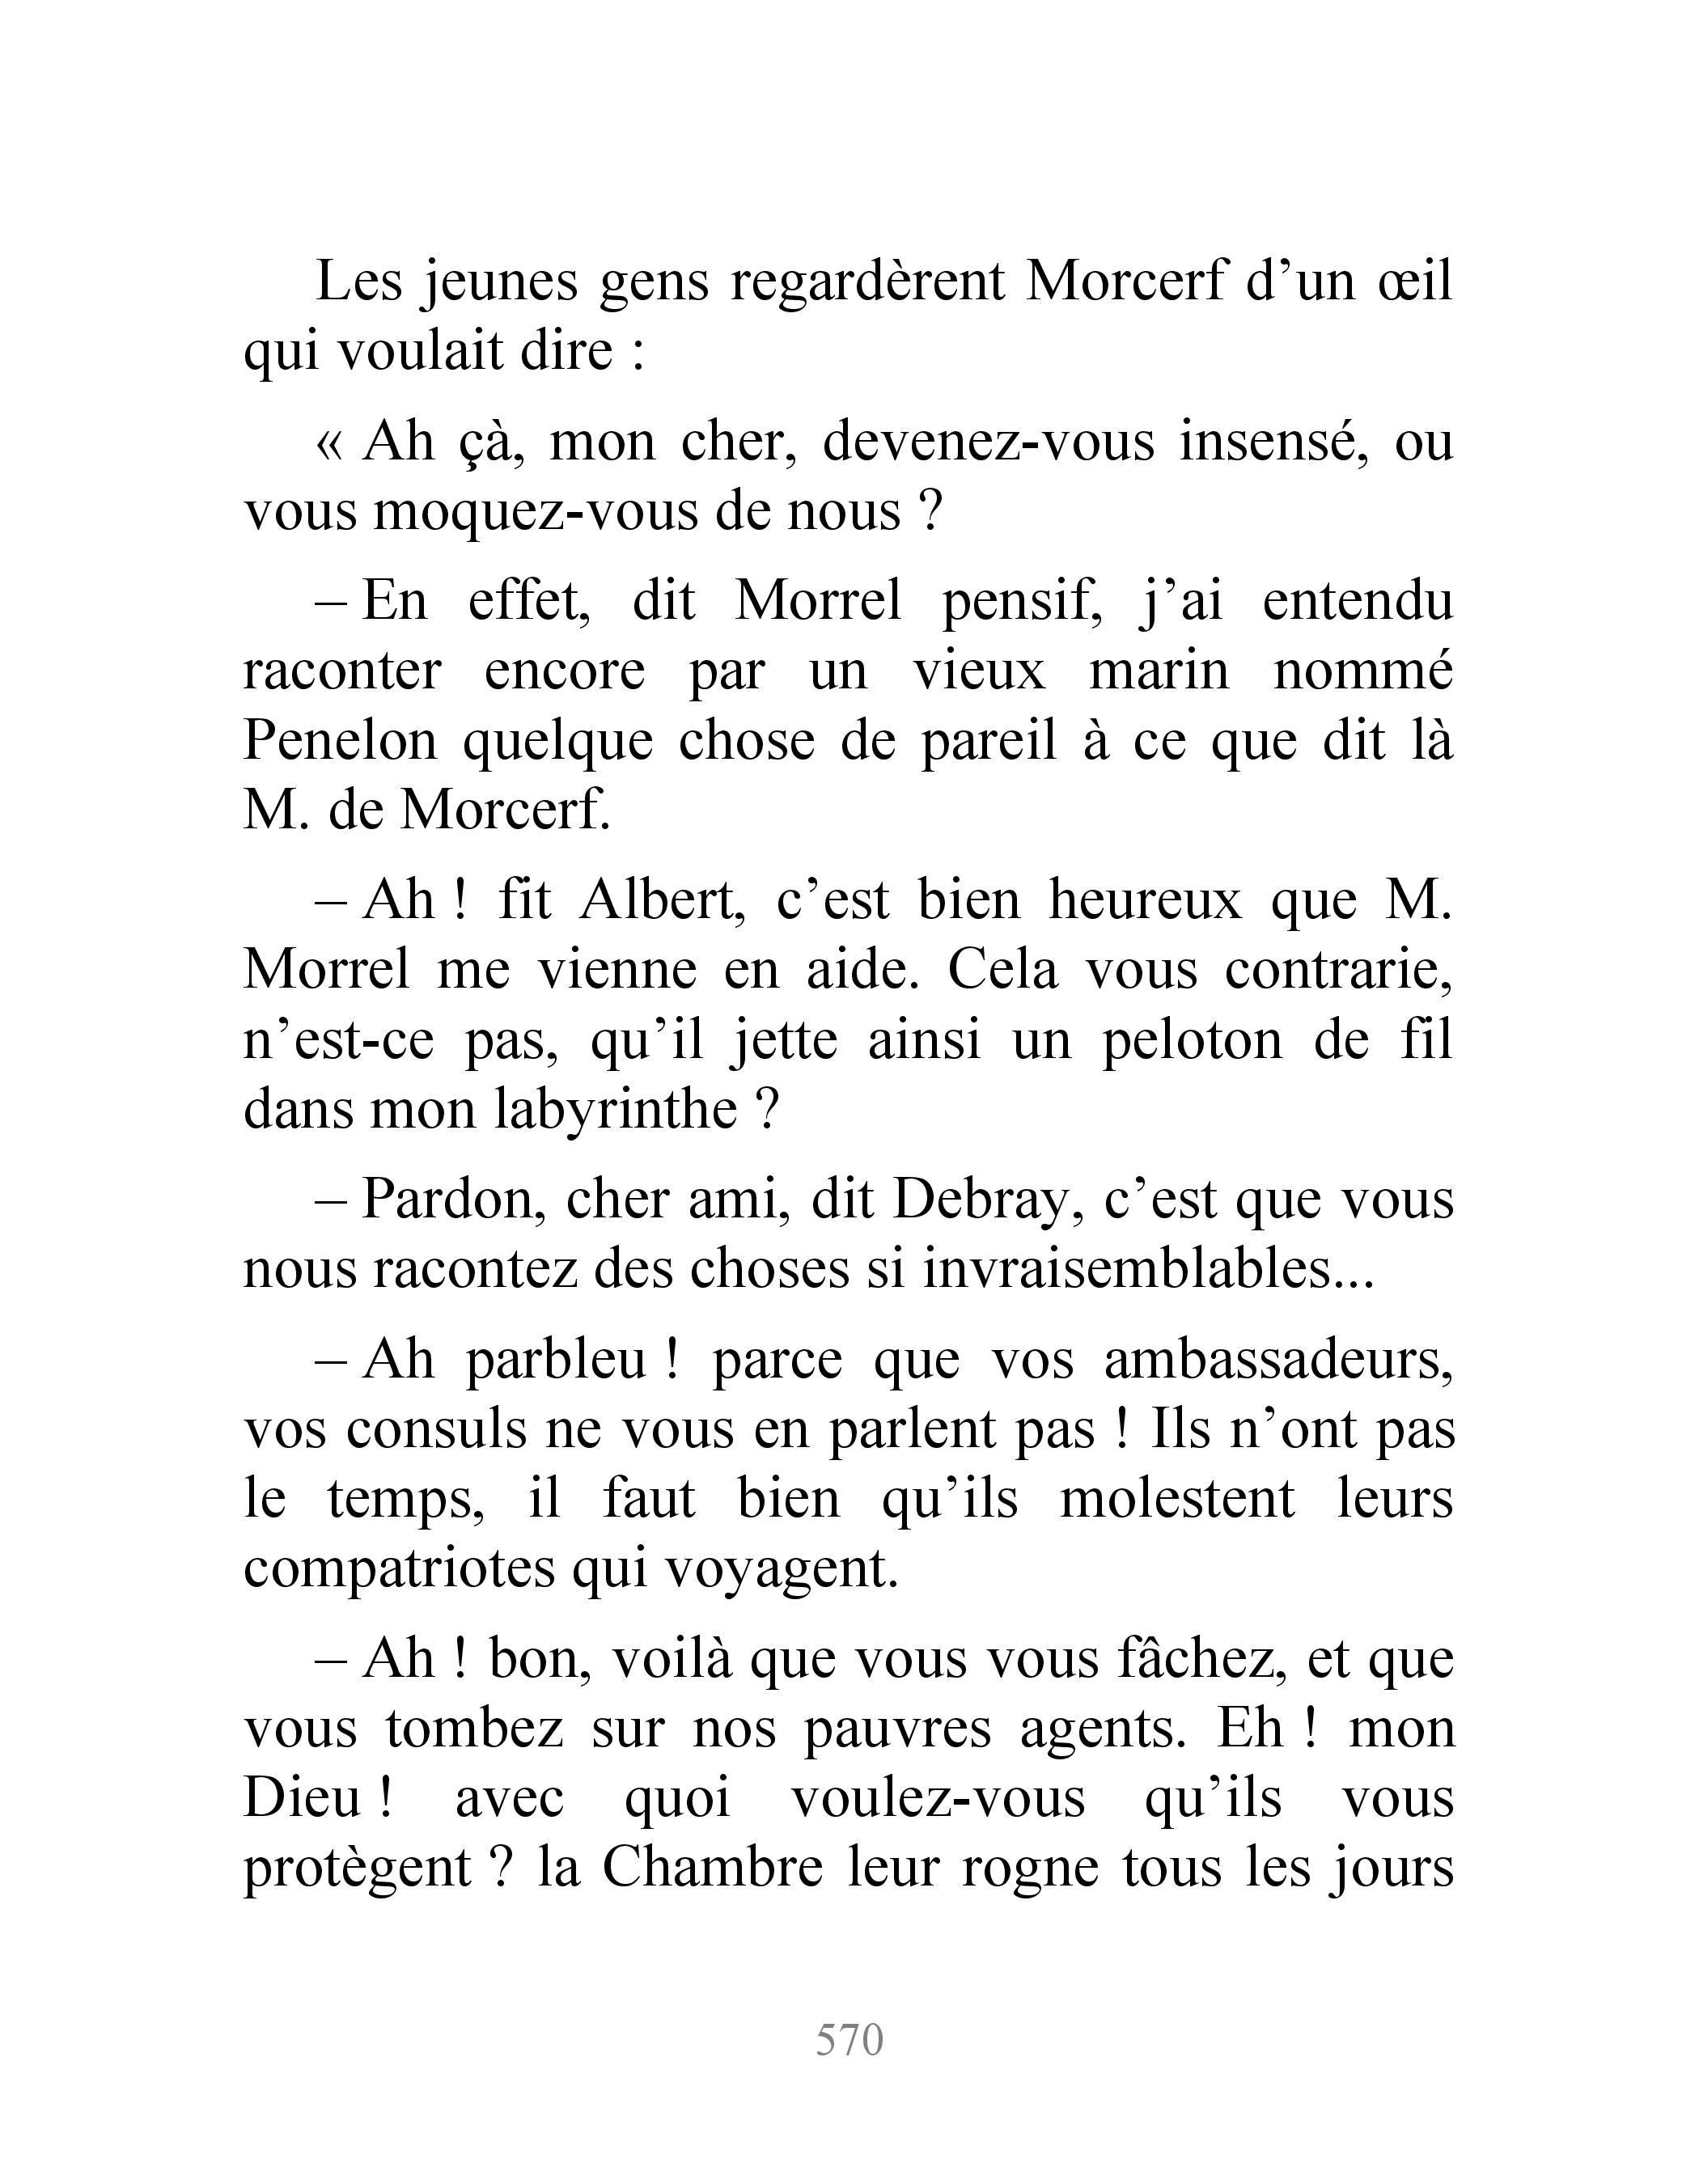 Les jeunes gens regardèrent Morcerf d’un œil
qui voulait dire :
« Ah çà, mon cher, devenez-vous insensé, ou
vous moquez-vous de nous ?
– En effet, dit Morrel pensif, j’ai entendu
raconter encore par un vieux marin nommé
Penelon quelque chose de pareil à ce que dit là
M. de Morcerf.
– Ah ! fit Albert, c’est bien heureux que M.
Morrel me vienne en aide. Cela vous contrarie,
n’est-ce pas, qu’il jette ainsi un peloton de fil
dans mon labyrinthe ?
– Pardon, cher ami, dit Debray, c’est que vous
nous racontez des choses si invraisemblables...
– Ah parbleu ! parce que vos ambassadeurs,
vos consuls ne vous en parlent pas ! Ils n’ont pas
le temps, il faut bien qu’ils molestent leurs
compatriotes qui voyagent.
– Ah ! bon, voilà que vous vous fâchez, et que
vous tombez sur nos pauvres agents. Eh ! mon
Dieu ! avec quoi voulez-vous qu’ils vous
protègent ? la Chambre leur rogne tous les jours
570